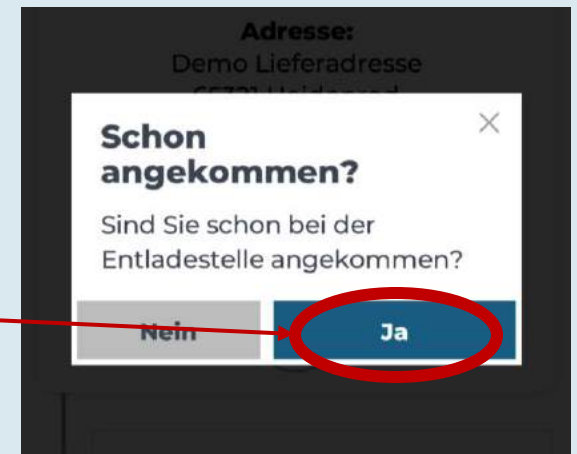 Adresse:
Demo Lieferadresse
Schon
angekommen?
Sind Sie schon bei der
Entladestelle angekommen?
Nein
Ja